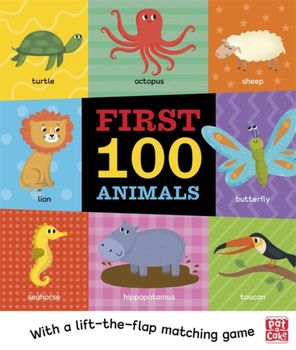 turtle
octopus
sheep
FIRST
100
ANIMALS
lion
butterfly
seahorse
hippopotamus
toucan
With a lift-the-flap matching game
pat
a
cake